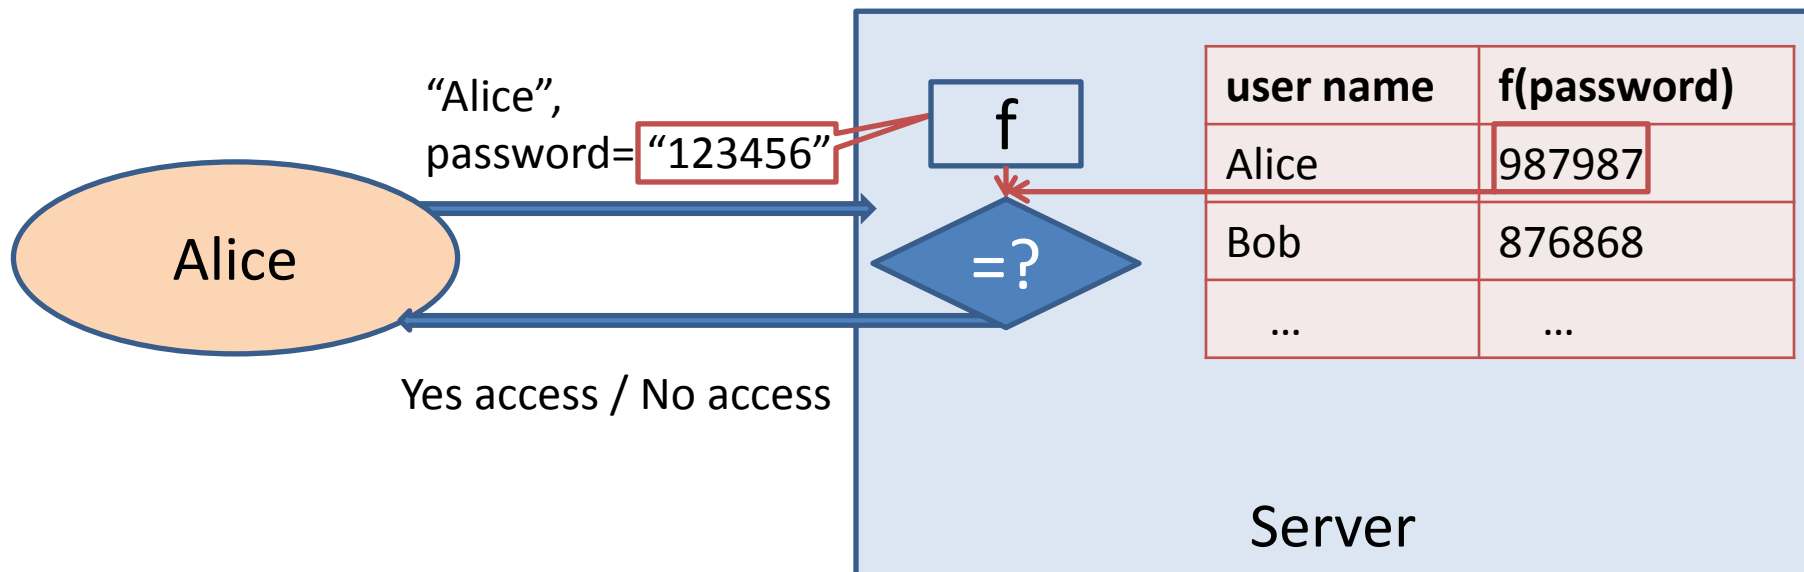 “Alice”,
password= “123456”
Alice
f
=?
Yes access / No access
user name f(password)
Alice 987987
Bob 876868
... ...
Server